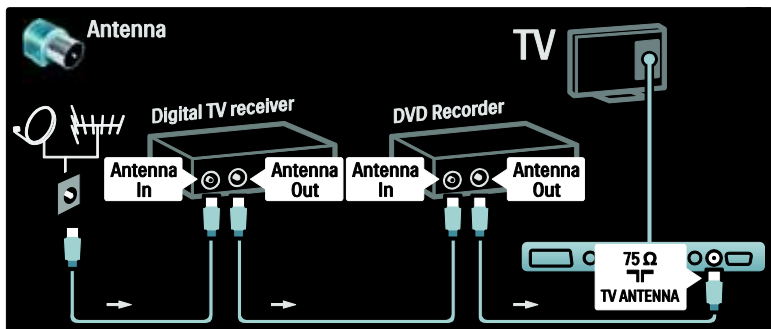 Antenna
TV
Digital TV receiver
DVD Recorder
Antenna
In
Antenna
Out
Antenna
In
Antenna
Out
75 Ω
TV ANTENNA